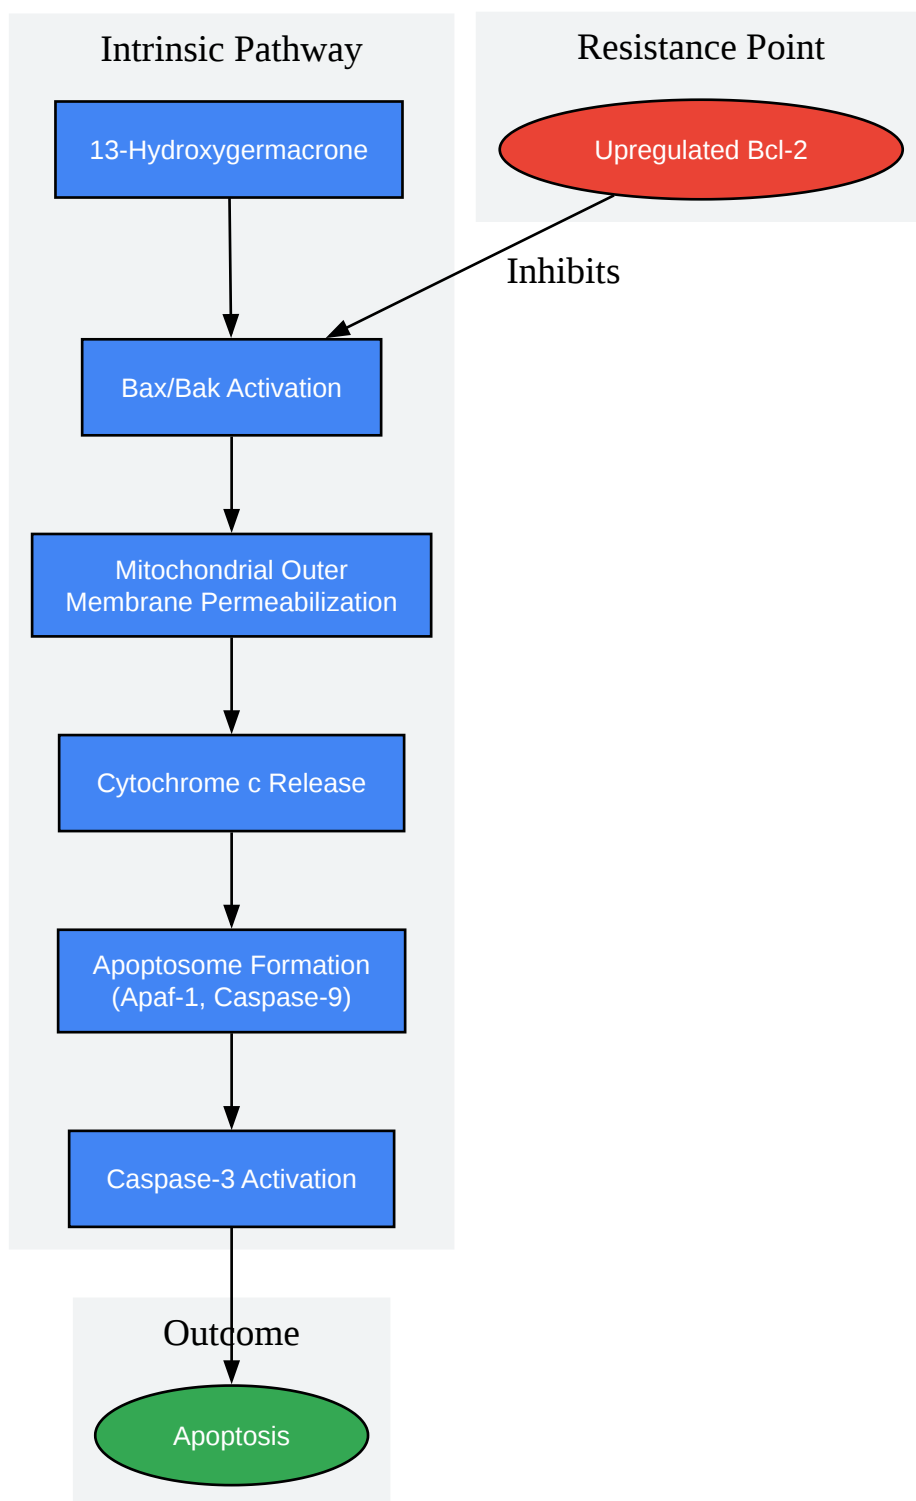 Intrinsic Pathway
Resistance Point
13-Hydroxygermacrone
Upregulated Bcl-2
Inhibits
Bax/Bak Activation
Mitochondrial Outer
Membrane Permeabilization
Cytochrome c Release
Apoptosome Formation
(Apaf-1, Caspase-9)
Caspase-3 Activation
Outcome
Apoptosis